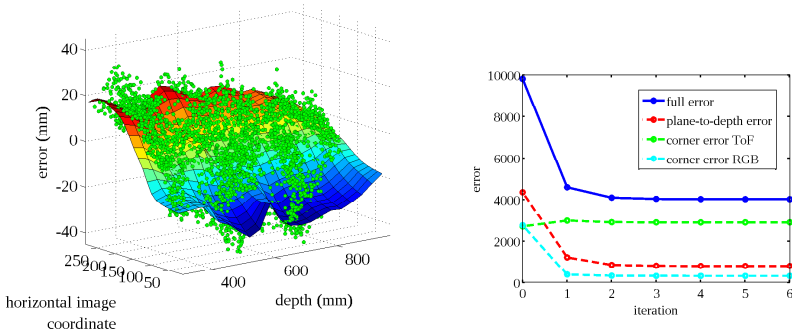 40
20
0
-20
-40
error (mm)
250
200
150
100
50
horizontal image
coordinate
400
600
800
depth (mm)
10000
8000
6000
4000
2000
0
error
full error
plane-to-depth error
corner error ToF
corner error RGB
0 1 2 3 4 5 6
iteration